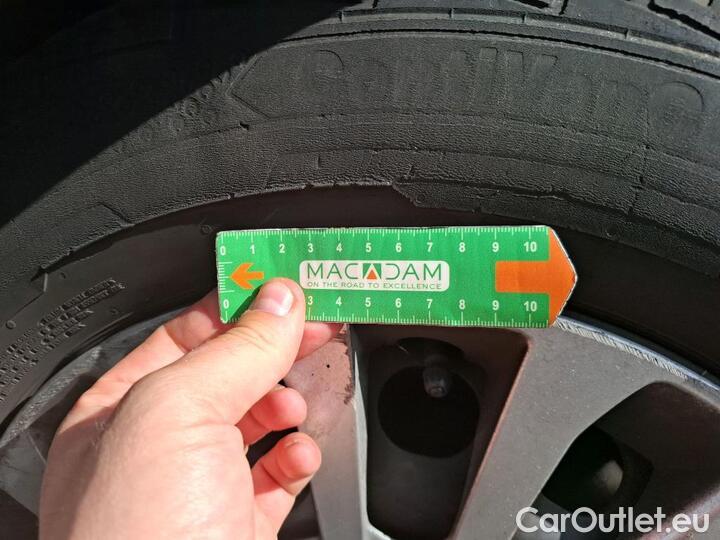 ContiVanC
0 1 2 3 4 5 6 7 8 9 10
MACADAM
ON THE ROAD TO EXCELLENCE
0 3 4 5 6 7 8 9 10
CarOutlet.eu